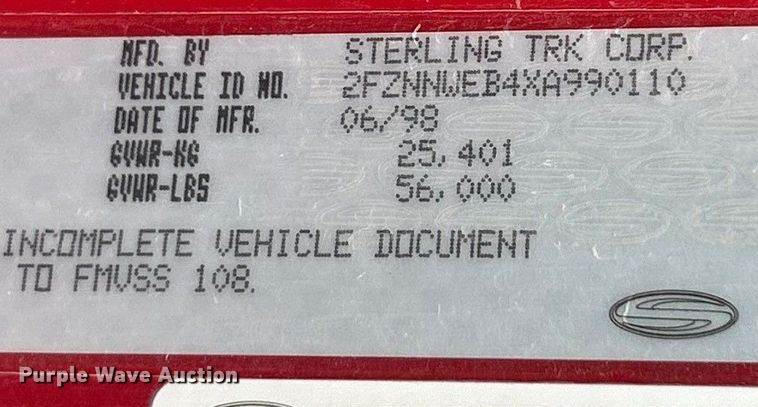 MFD. BY STERLING TRK CORP.
VEHICLE ID NO. 2FZNNWEB4XA990110
DATE OF MFR. 06/98
GVWR-KG 25,401
GVWR-LBS 56,000
INCOMPLETE VEHICLE DOCUMENT
TO FMVSS 108.
Purple Wave Auction